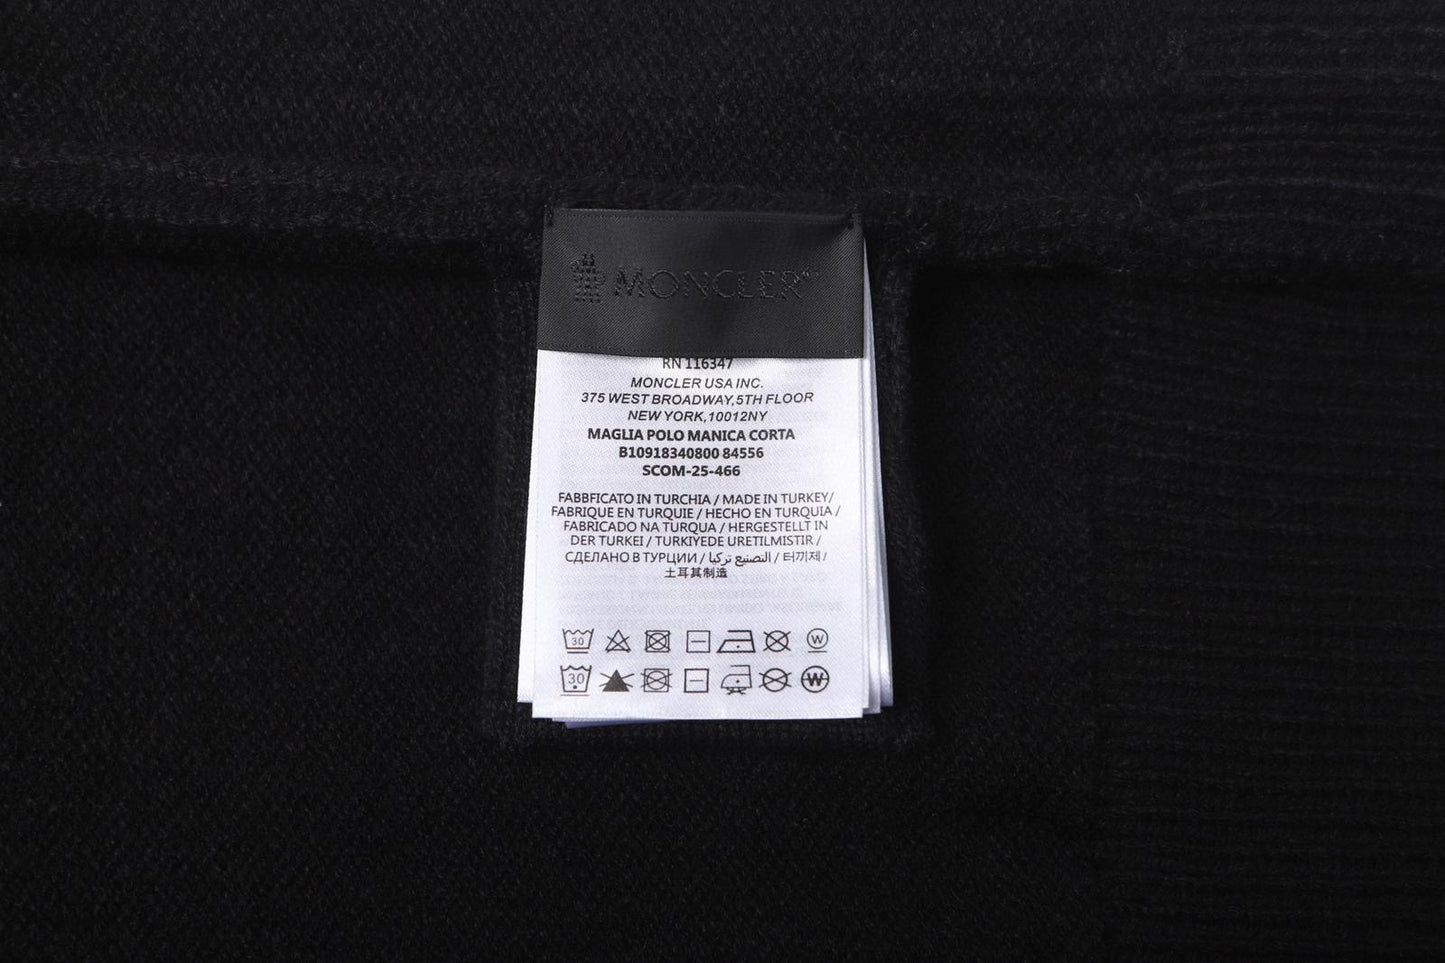 MONCLER
RN 116347
MONCLER USA INC.
375 WEST BROADWAY,5TH FLOOR
NEW YORK,10012NY
MAGLIA POLO MANICA CORTA
B10918340800 84556
SCOM-25-466
FABBFICATO IN TURCHIA / MADE IN TURKEY/
FABRIQUE EN TURQUIE / HECHO EN TURQUIA /
FABRICADO NA TURQUA / HERGESTELLT IN
DER TURKEI / TURKIYEDE URETILMISTIR /
СДЕЛАНО В ТУРЦИИ / التصنيع تركيا / 터끼제 /
土耳其制造
30 W
30 W